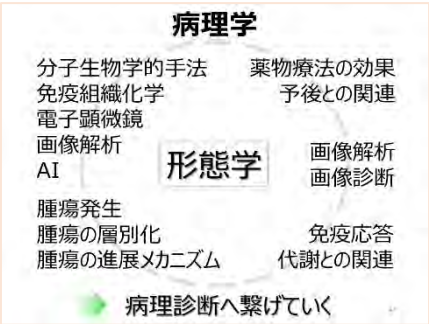 病理学
分子生物学的手法
免疫組織化学
電子顕微鏡
画像解析
AI
薬物療法の効果
予後との関連
形態学
画像解析
画像診断
腫瘍発生
腫瘍の層別化
腫瘍の進展メカニズム
免疫応答
代謝との関連
病理診断へ繋げていく